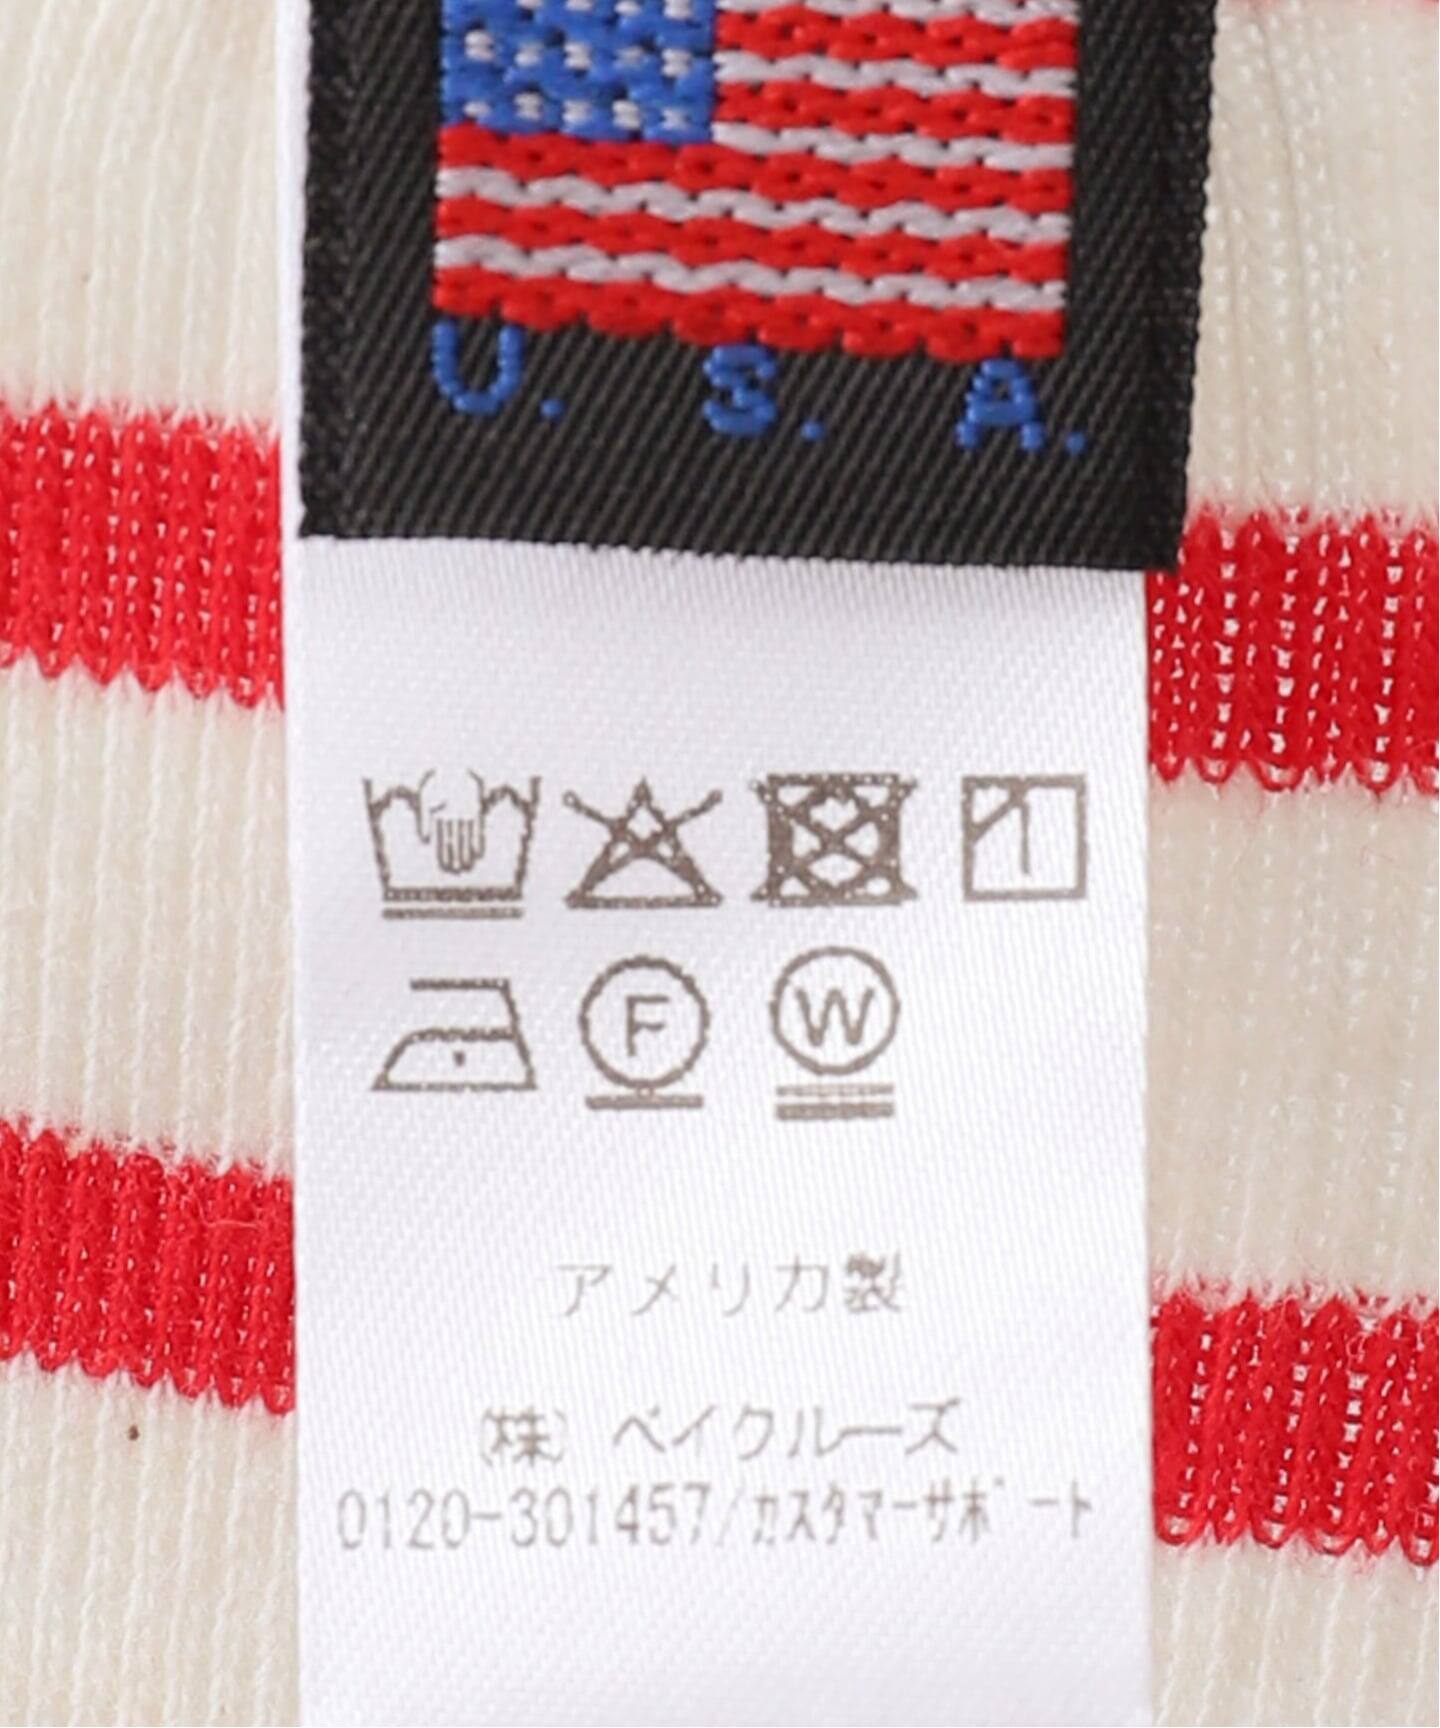 U. S. A.
F W
アメリカ製
(株) ベイクルーズ
0120-301457/カスタマーサポート